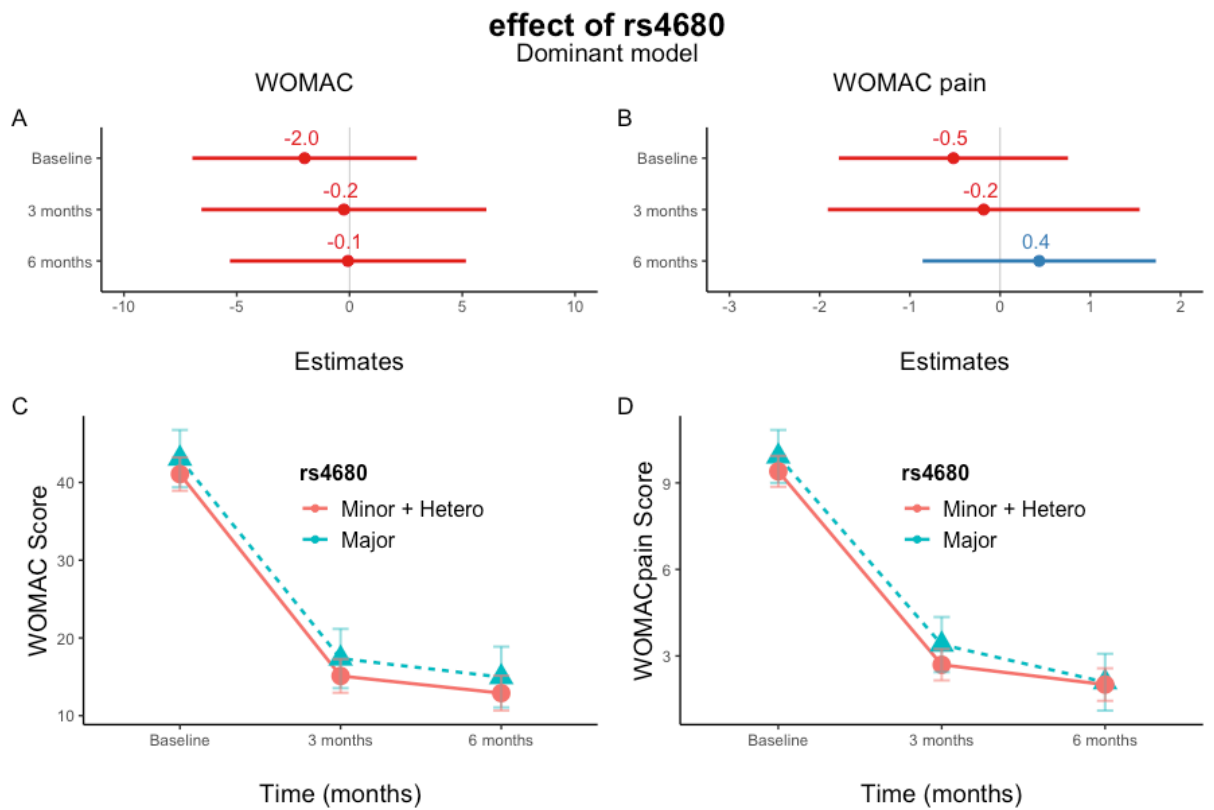 effect of rs4680
Dominant model
WOMAC
WOMAC pain
A
-2.0
Baseline
-0.2
3 months
-0.1
6 months
-10 -5 0 5 10
Estimates
B
-0.5
Baseline
-0.2
3 months
0.4
6 months
-3 -2 -1 0 1 2
Estimates
C
WOMAC Score
40
30
20
10
rs4680
Minor + Hetero
Major
Baseline 3 months 6 months
Time (months)
D
WOMACpain Score
9
6
3
rs4680
Minor + Hetero
Major
Baseline 3 months 6 months
Time (months)